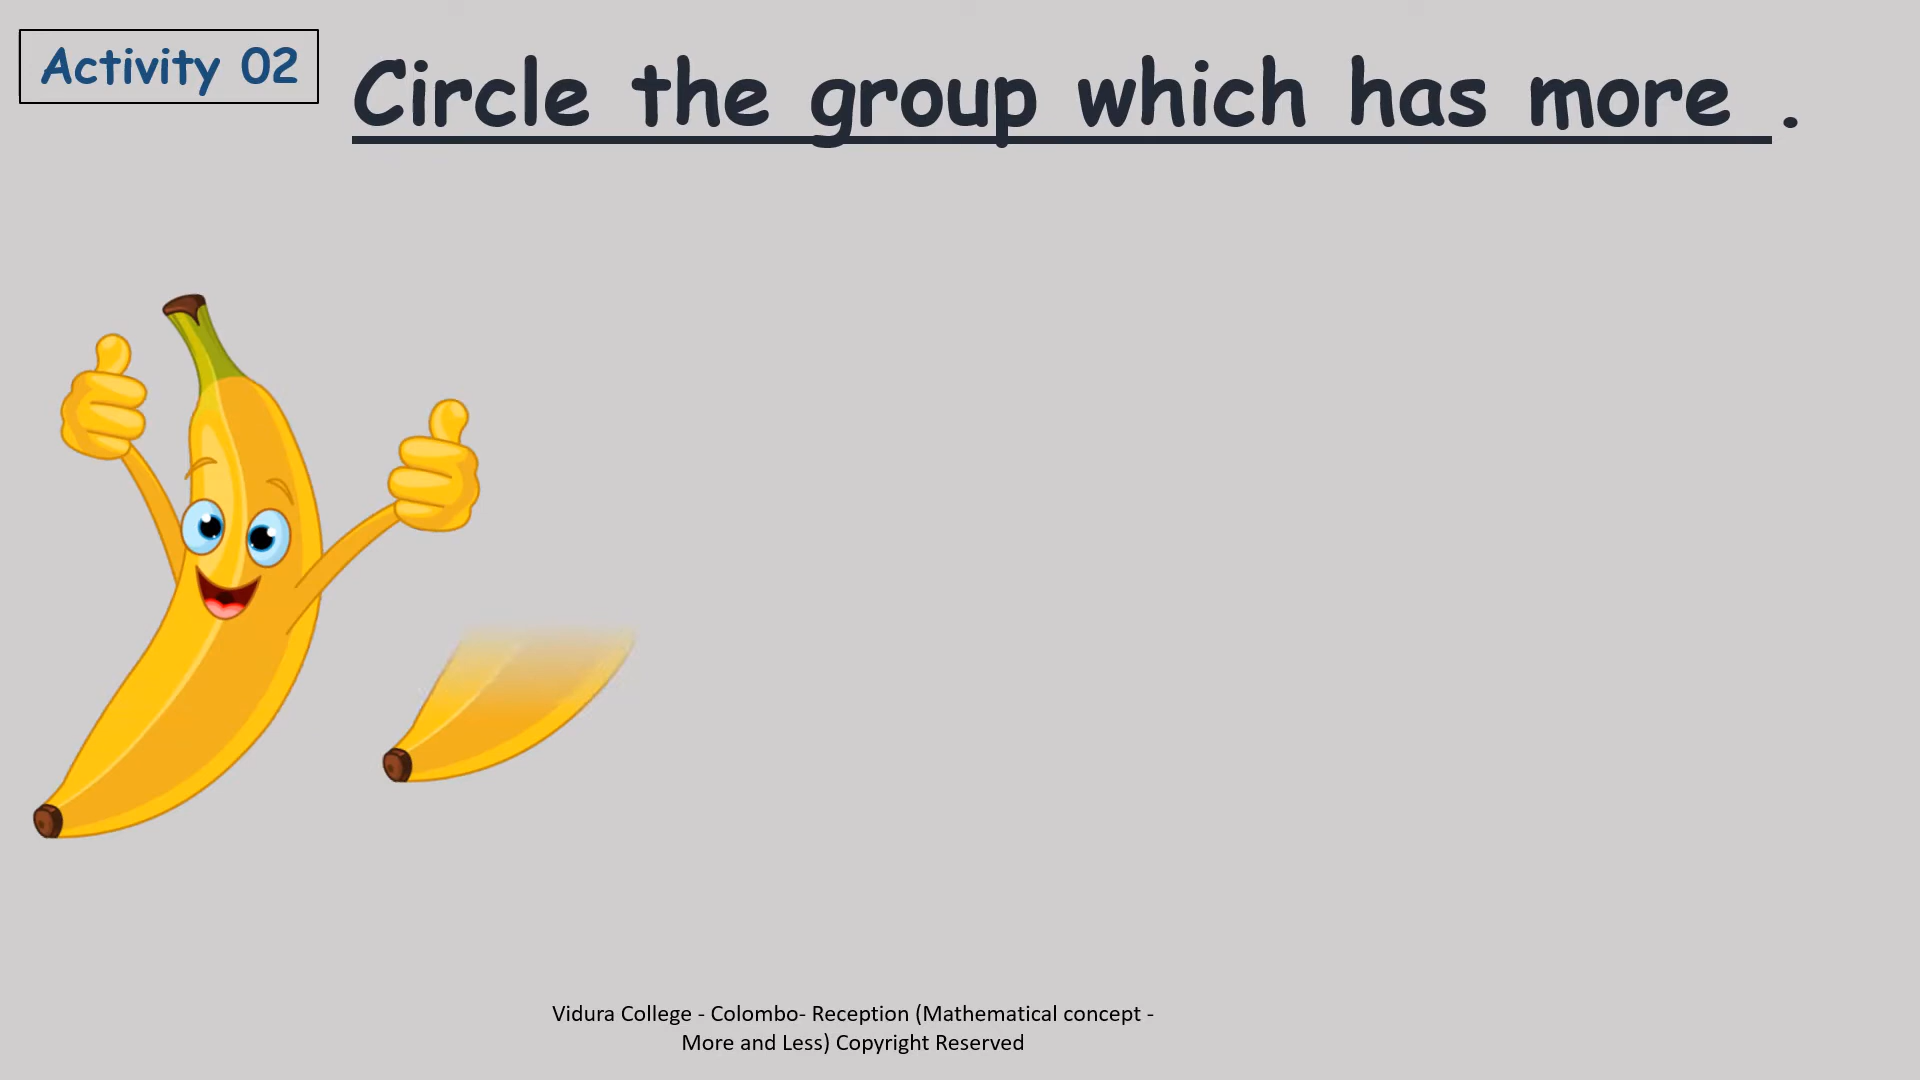 Activity 02
Circle the group which has more .
Vidura College - Colombo- Reception (Mathematical concept -
More and Less) Copyright Reserved